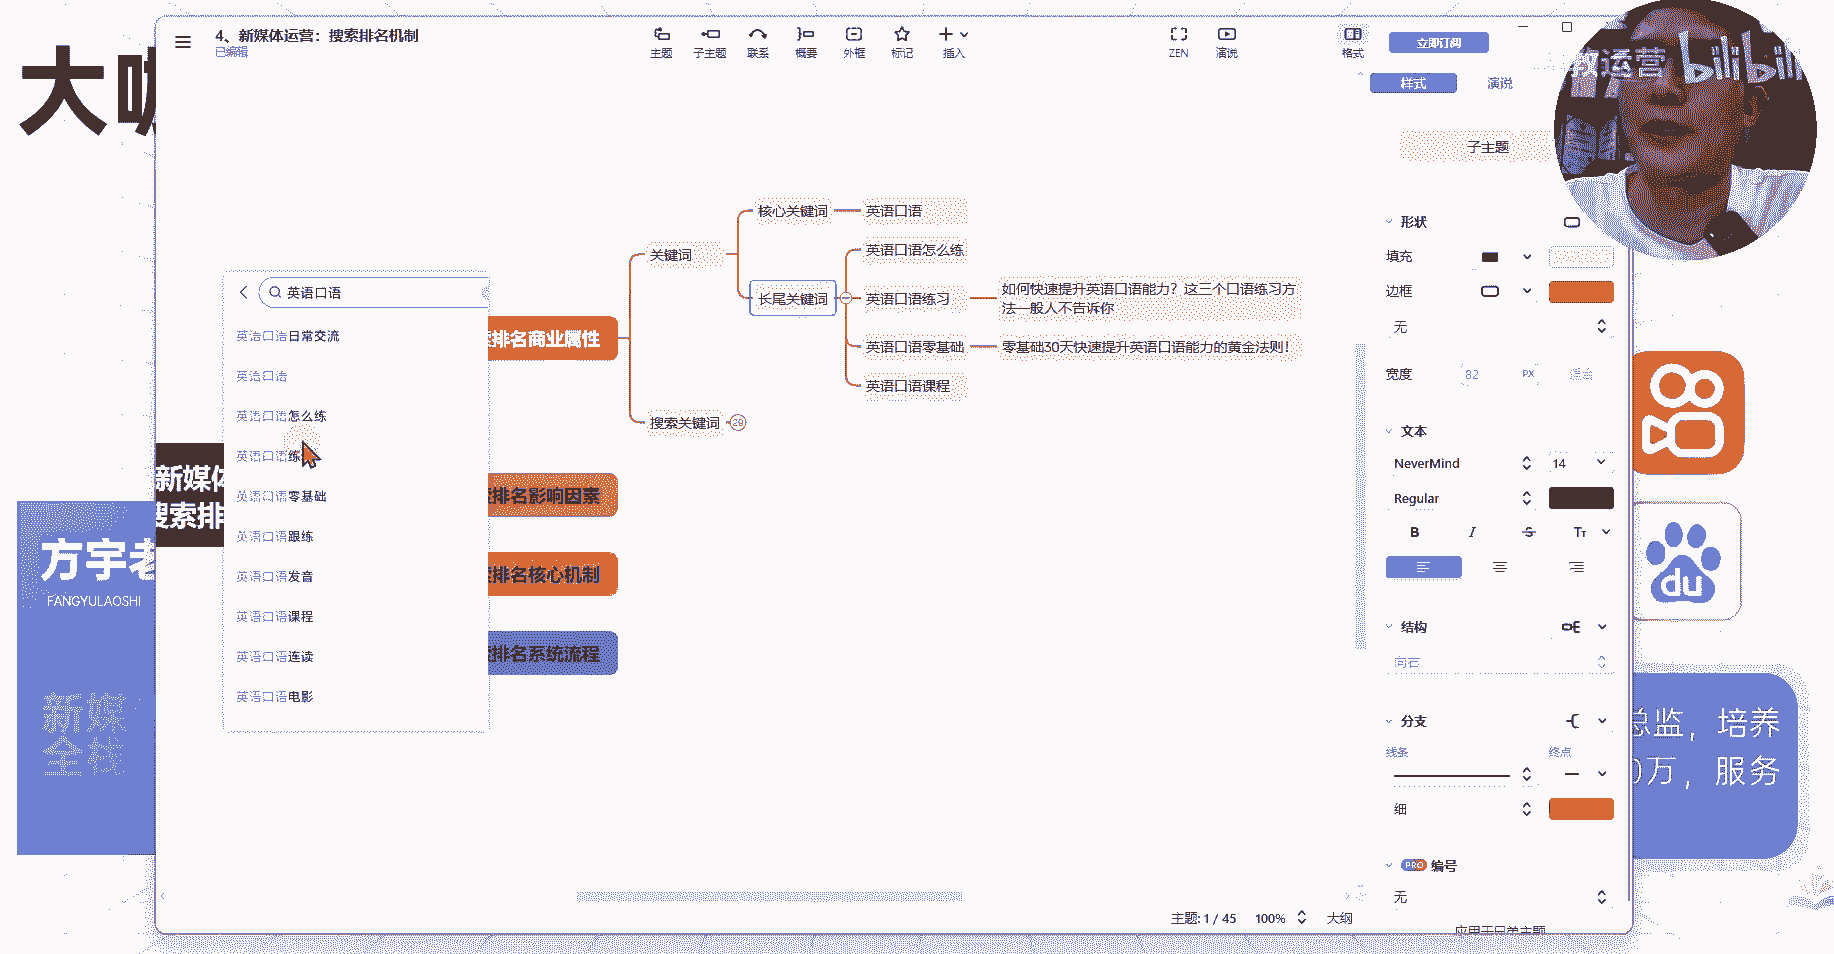 4、新媒体运营：搜索排名机制
已编辑
主题
子主题
联系
概要
外框
标记
插入
ZEN
演说
格式
立即订阅
教运营 bilibili
大咖
样式
演说
子主题
形状
填充
边框
无
宽度
82
PX
适合
文本
NeverMind
14
Regular
B
I
S
TT
结构
向右
分支
线条
终点
细
PRO
编号
无
应用于兄弟主题
核心关键词
英语口语
关键词
英语口语怎么练
长尾关键词
英语口语练习
如何快速提升英语口语能力？这三个口语练习方
法一般人不告诉你
英语口语零基础
零基础30天快速提升英语口语能力的黄金法则！
英语口语课程
搜索关键词
29
索排名商业属性
索排名影响因素
索排名核心机制
索排名系统流程
英语口语
英语口语日常交流
英语口语
英语口语怎么练
英语口语练
英语口语零基础
英语口语跟练
英语口语发音
英语口语课程
英语口语连读
英语口语电影
新媒体
搜索排
方宇老
FANGYULAOSHI
新媒
全栈
du
总监，培养
0万，服务
主题: 1 / 45
100%
大纲